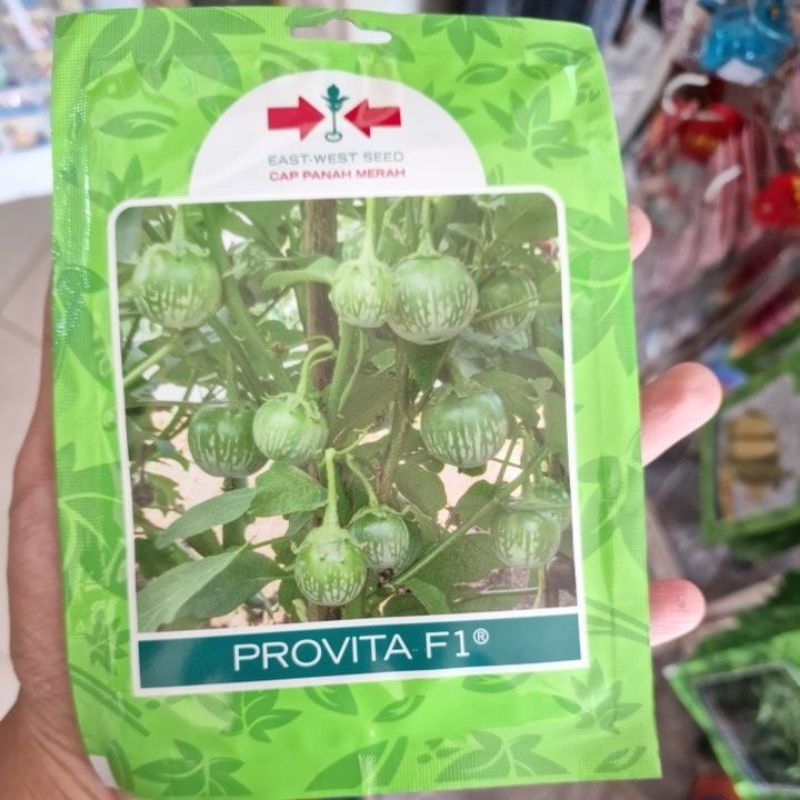 EAST-WEST SEED
CAP PANAH MERAH
PROVITA F1®